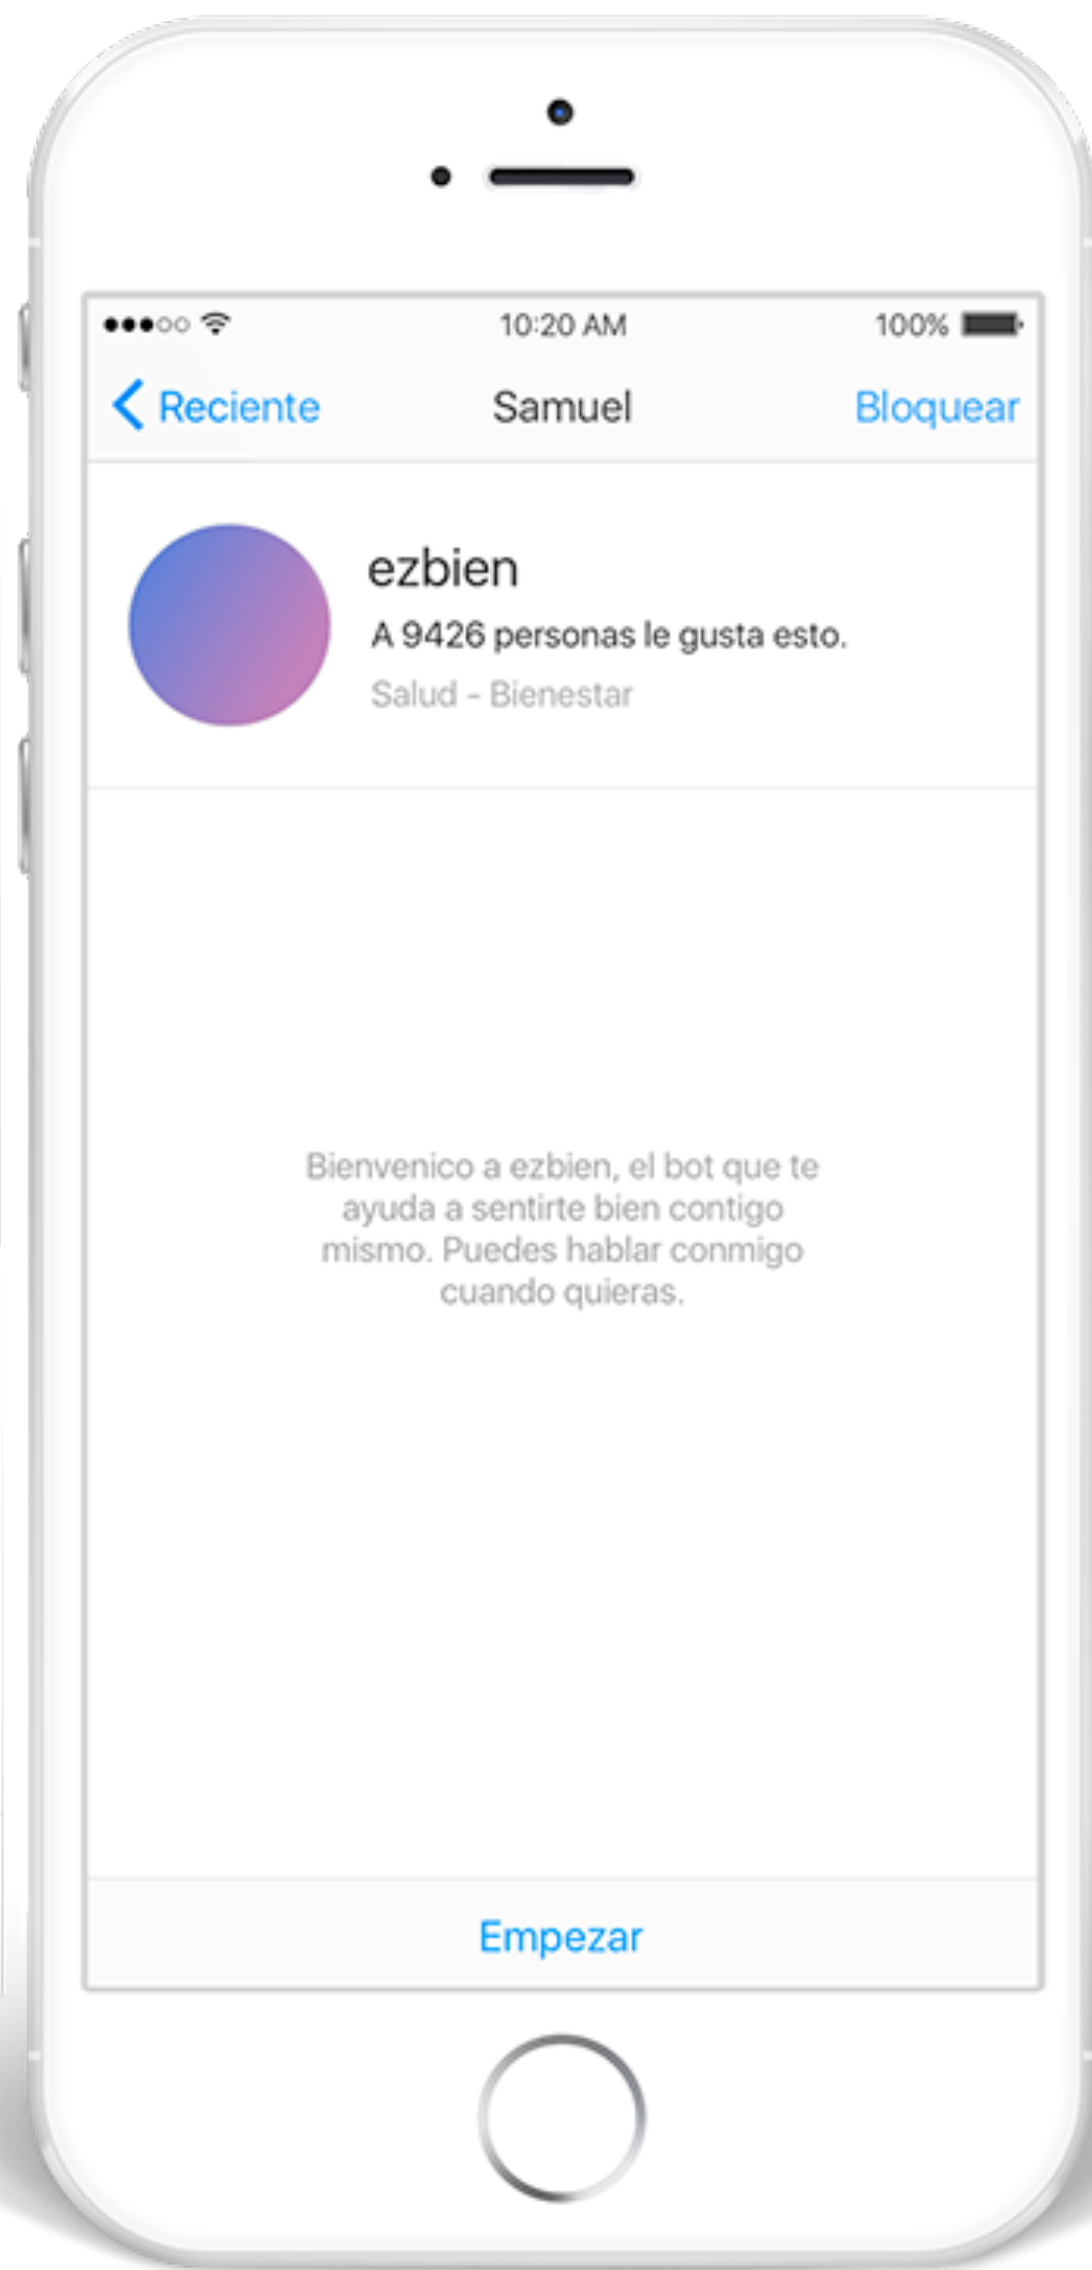 10:20 AM 100%
Reciente Samuel Bloquear
ezbien
A 9426 personas le gusta esto.
Salud - Bienestar
Bienvenico a ezbien, el bot que te
ayuda a sentirte bien contigo
mismo. Puedes hablar conmigo
cuando quieras.
Empezar